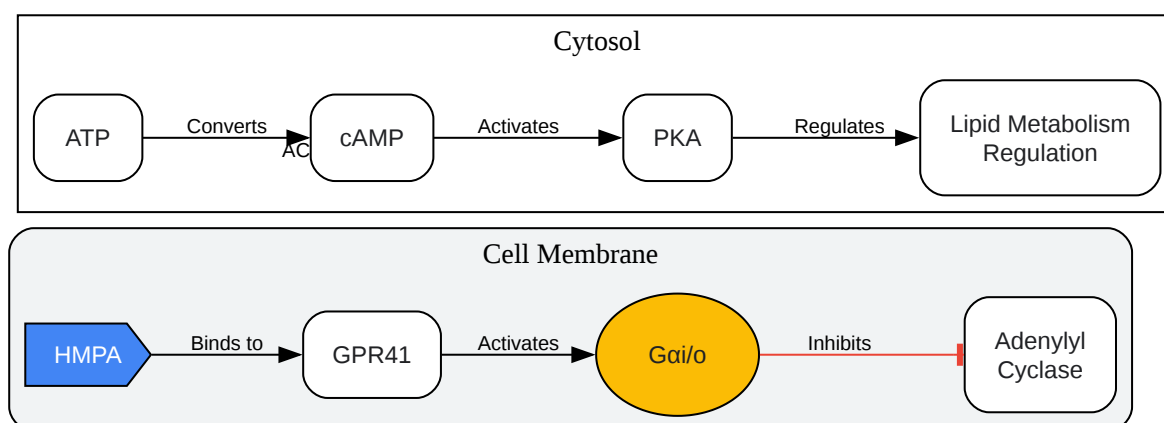 Cytosol
ATP
Converts
AC
cAMP
Activates
PKA
Regulates
Lipid Metabolism
Regulation
Cell Membrane
HMPA
Binds to
GPR41
Activates
Gαi/o
Inhibits
Adenylyl
Cyclase